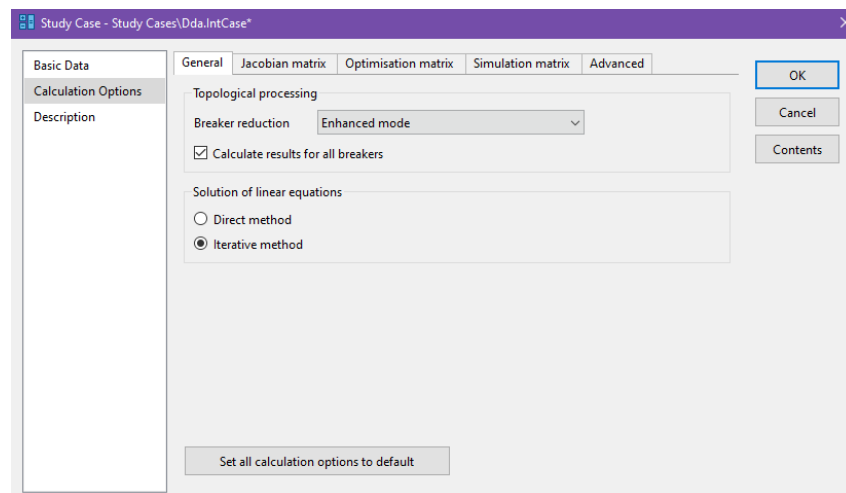 Study Case - Study Cases\Dda.IntCase*
Basic Data
Calculation Options
Description
General
Jacobian matrix
Optimisation matrix
Simulation matrix
Advanced
Topological processing
Breaker reduction
Enhanced mode
Calculate results for all breakers
Solution of linear equations
Direct method
Iterative method
Set all calculation options to default
OK
Cancel
Contents